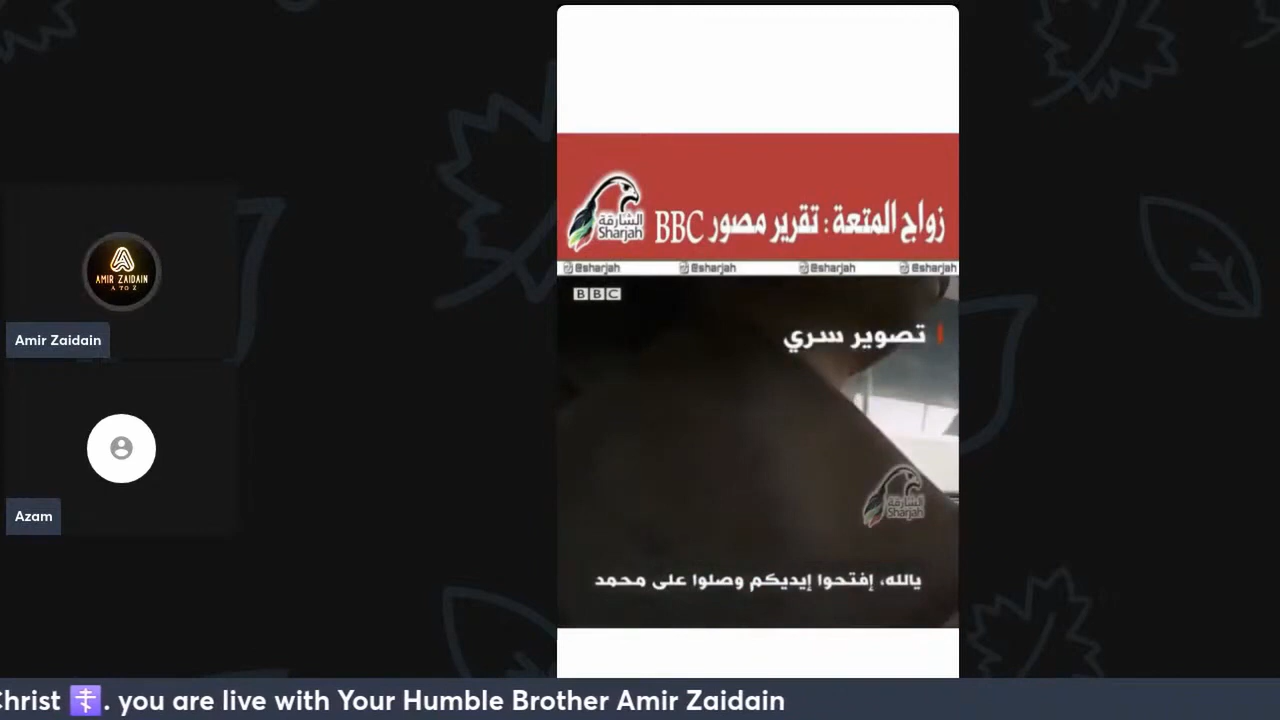 زواج المتعة : تقرير مصور BBC
الشارقة
Sharjah
@sharjah @sharjah @sharjah @sharjah
BBC
تصوير سري
AMIR ZAIDAIN
A TO Z
Amir Zaidain
Azam
الشارقة
Sharjah
يالله، إفتحوا إيديكم وصلوا على محمد
Christ ☦. you are live with Your Humble Brother Amir Zaidain